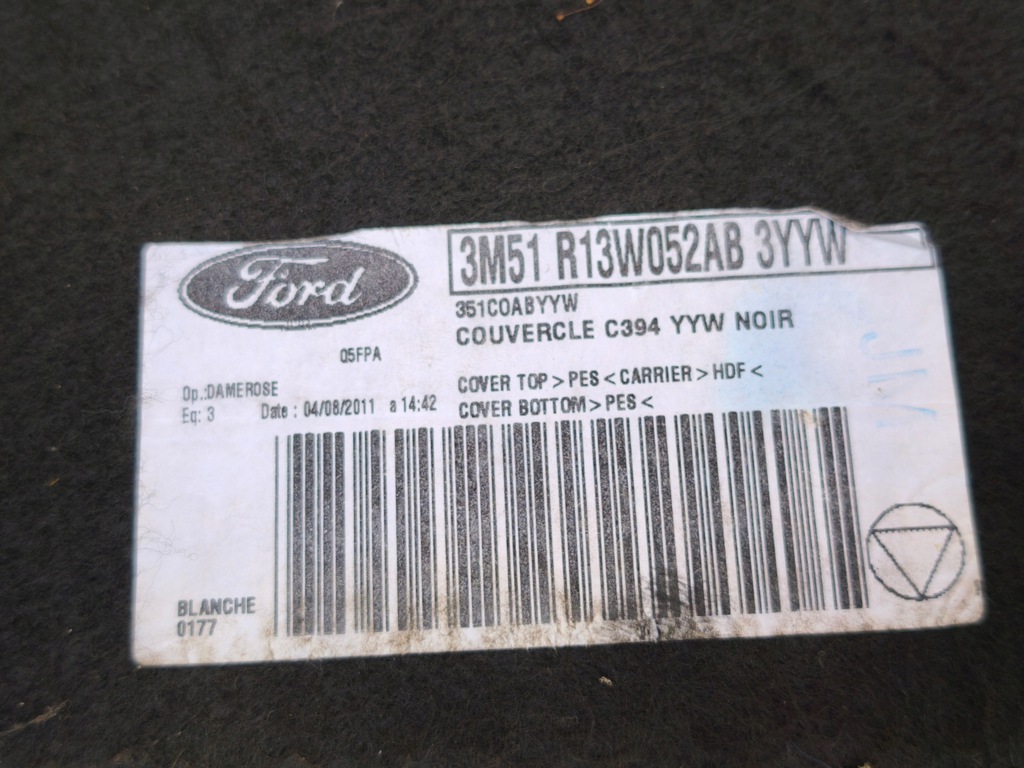 Ford
3M51 R13W052AB 3YYW
351COABYYW
COUVERCLE C394 YYW NOIR
05FPA
Op.:DAMEROSE
Eq: 3 Date : 04/08/2011 a 14:42
COVER TOP >PES< CARRIER >HDF<
COVER BOTTOM >PES<
BLANCHE
0177